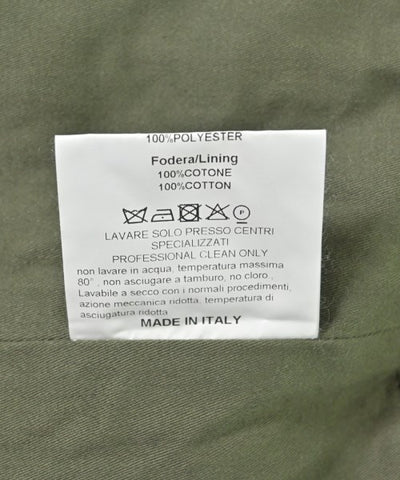 100%POLYESTER
Fodera/Lining
100%COTONE
100%COTTON
P
LAVARE SOLO PRESSO CENTRI
SPECIALIZZATI
PROFESSIONAL CLEAN ONLY
non lavare in acqua, temperatura massima
80° , non asciugare a tamburo, no cloro ,
Lavabile a secco con i normali procedimenti,
azione meccanica ridotta, temperatura di
asciugatura ridotta
MADE IN ITALY